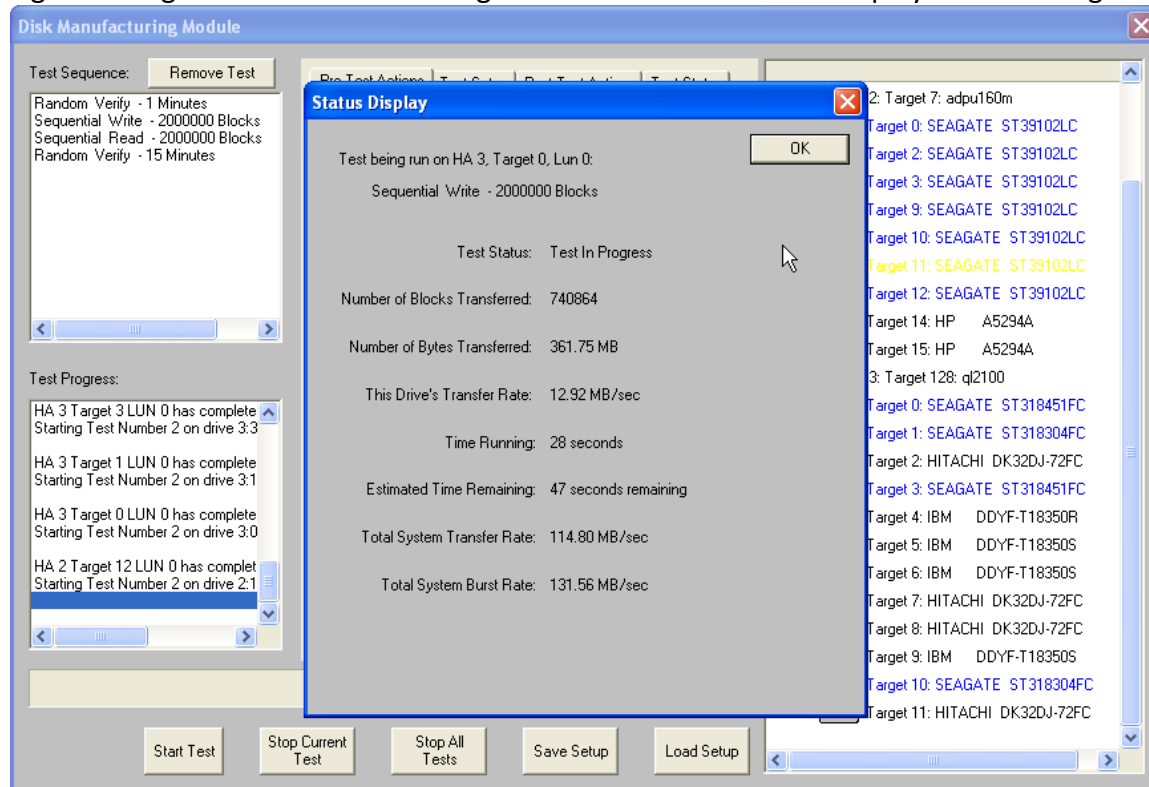 Disk Manufacturing Module
Test Sequence:
Remove Test
Random Verify - 1 Minutes
Sequential Write - 2000000 Blocks
Sequential Read - 2000000 Blocks
Random Verify - 15 Minutes
Test Progress:
HA 3 Target 3 LUN 0 has complete
Starting Test Number 2 on drive 3:3
HA 3 Target 1 LUN 0 has complete
Starting Test Number 2 on drive 3:1
HA 3 Target 0 LUN 0 has complete
Starting Test Number 2 on drive 3:0
HA 2 Target 12 LUN 0 has complet
Starting Test Number 2 on drive 2:1
Status Display
OK
Test being run on HA 3, Target 0, Lun 0:
Sequential Write - 2000000 Blocks
Test Status: Test In Progress
Number of Blocks Transferred: 740864
Number of Bytes Transferred: 361.75 MB
This Drive's Transfer Rate: 12.92 MB/sec
Time Running: 28 seconds
Estimated Time Remaining: 47 seconds remaining
Total System Transfer Rate: 114.80 MB/sec
Total System Burst Rate: 131.56 MB/sec
2: Target 7: adpu160m
Target 0: SEAGATE ST39102LC
Target 2: SEAGATE ST39102LC
Target 3: SEAGATE ST39102LC
Target 9: SEAGATE ST39102LC
Target 10: SEAGATE ST39102LC
Target 11: SEAGATE ST39102LC
Target 12: SEAGATE ST39102LC
Target 14: HP A5294A
Target 15: HP A5294A
3: Target 128: ql2100
Target 0: SEAGATE ST318451FC
Target 1: SEAGATE ST318304FC
Target 2: HITACHI DK32DJ-72FC
Target 3: SEAGATE ST318451FC
Target 4: IBM DDYF-T18350R
Target 5: IBM DDYF-T18350S
Target 6: IBM DDYF-T18350S
Target 7: HITACHI DK32DJ-72FC
Target 8: HITACHI DK32DJ-72FC
Target 9: IBM DDYF-T18350S
Target 10: SEAGATE ST318304FC
Target 11: HITACHI DK32DJ-72FC
Start Test
Stop Current Test
Stop All Tests
Save Setup
Load Setup